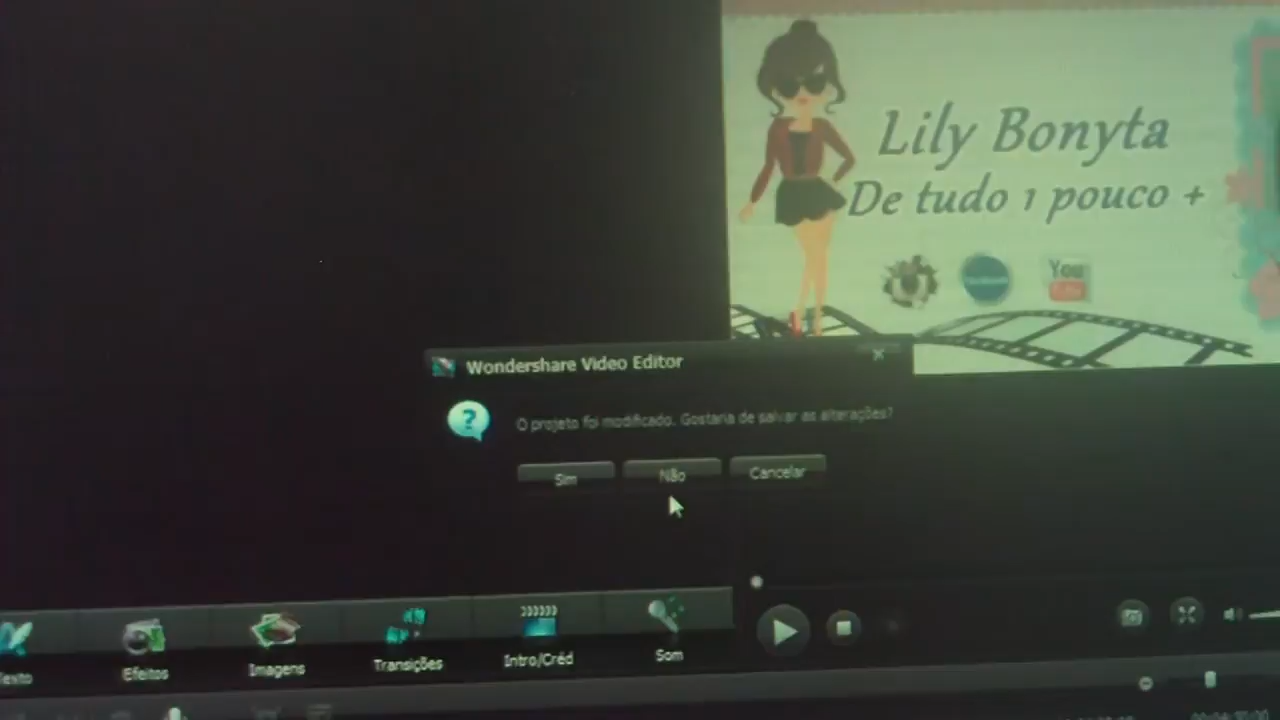 Lily Bonyta
De tudo 1 pouco +
You
Wondershare Video Editor
O projeto foi modificado. Gostaria de salvar as alterações?
Sim
Não
Cancelar
Efeitos
Imagens
Transições
Intro/Créd
Som